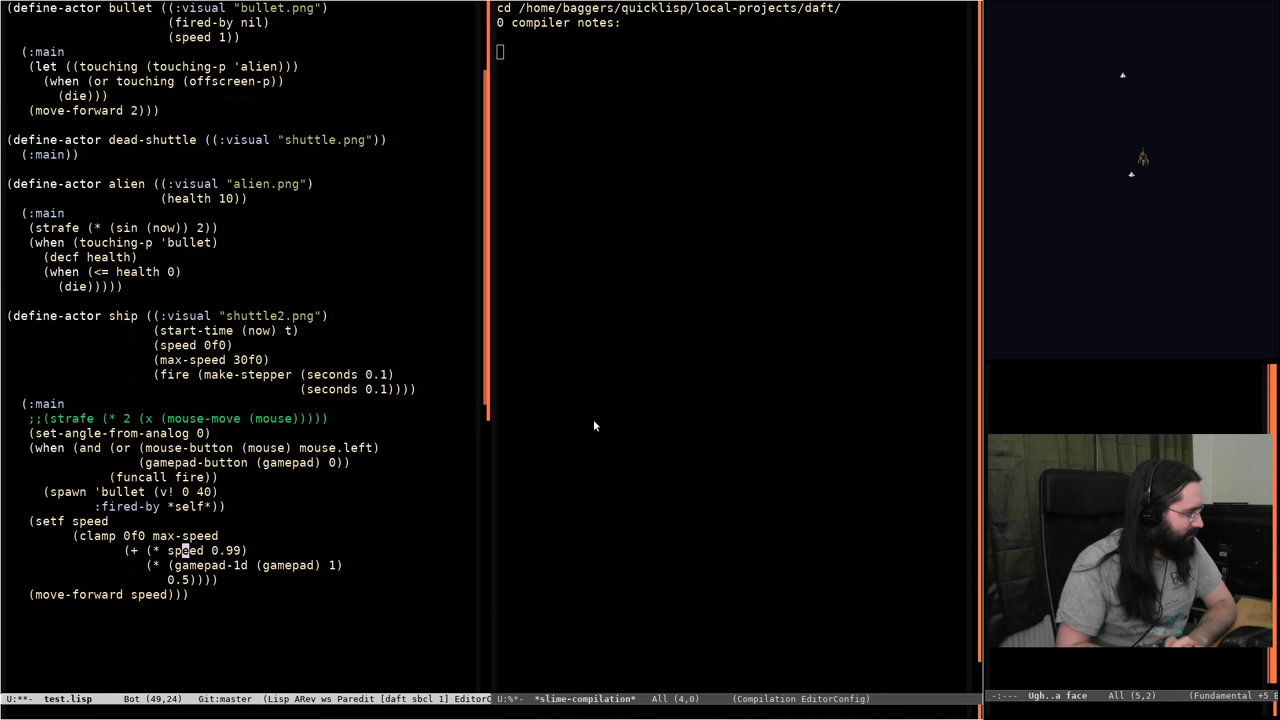 (define-actor bullet ((:visual "bullet.png")
(fired-by nil)
(speed 1))
(:main
(let ((touching (touching-p 'alien)))
(when (or touching (offscreen-p))
(die)))
(move-forward 2)))
(define-actor dead-shuttle ((:visual "shuttle.png"))
(:main))
(define-actor alien ((:visual "alien.png")
(health 10))
(:main
(strafe (* (sin (now)) 2))
(when (touching-p 'bullet)
(decf health)
(when (<= health 0)
(die)))))
(define-actor ship ((:visual "shuttle2.png")
(start-time (now) t)
(speed 0f0)
(max-speed 30f0)
(fire (make-stepper (seconds 0.1)
(seconds 0.1))))
(:main
;;(strafe (* 2 (x (mouse-move (mouse)))))
(set-angle-from-analog 0)
(when (and (or (mouse-button (mouse) mouse.left)
(gamepad-button (gamepad) 0))
(funcall fire))
(spawn 'bullet (v! 0 40)
:fired-by *self*))
(setf speed
(clamp 0f0 max-speed
(+ (* speed 0.99)
(* (gamepad-1d (gamepad) 1)
0.5))))
(move-forward speed)))
U:**- test.lisp Bot (49,24) Git:master (Lisp ARev ws Paredit [daft sbcl 1] EditorC
cd /home/baggers/quicklisp/local-projects/daft/
0 compiler notes:
U:%*- *slime-compilation* All (4,0) (Compilation EditorConfig)
-:--- Ugh..a face All (5,2) (Fundamental +5 E